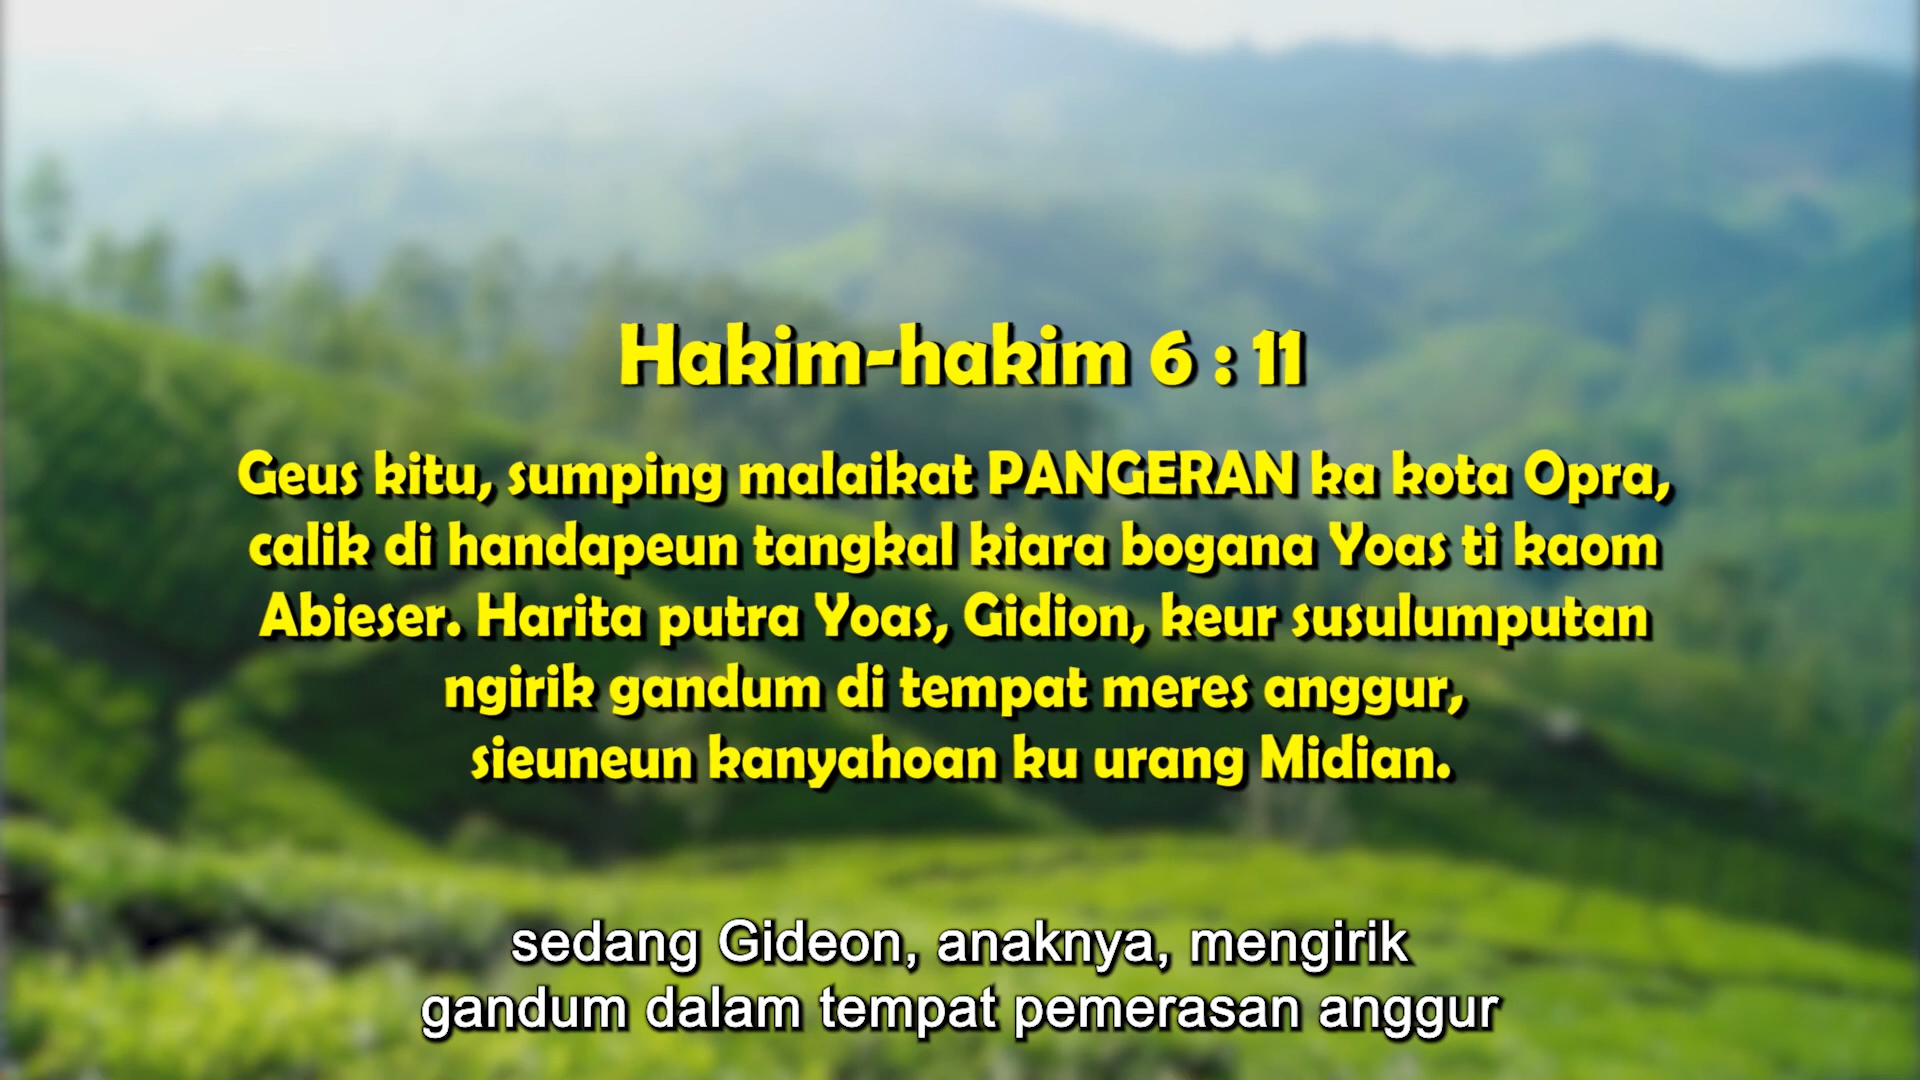 Hakim-hakim 6 : 11
Geus kitu, sumping malaikat PANGERAN ka kota Opra,
calik di handapeun tangkal kiara bogana Yoas ti kaom
Abieser. Harita putra Yoas, Gidion, keur susulumputan
ngirik gandum di tempat meres anggur,
sieuneun kanyahoan ku urang Midian.
sedang Gideon, anaknya, mengirik
gandum dalam tempat pemerasan anggur